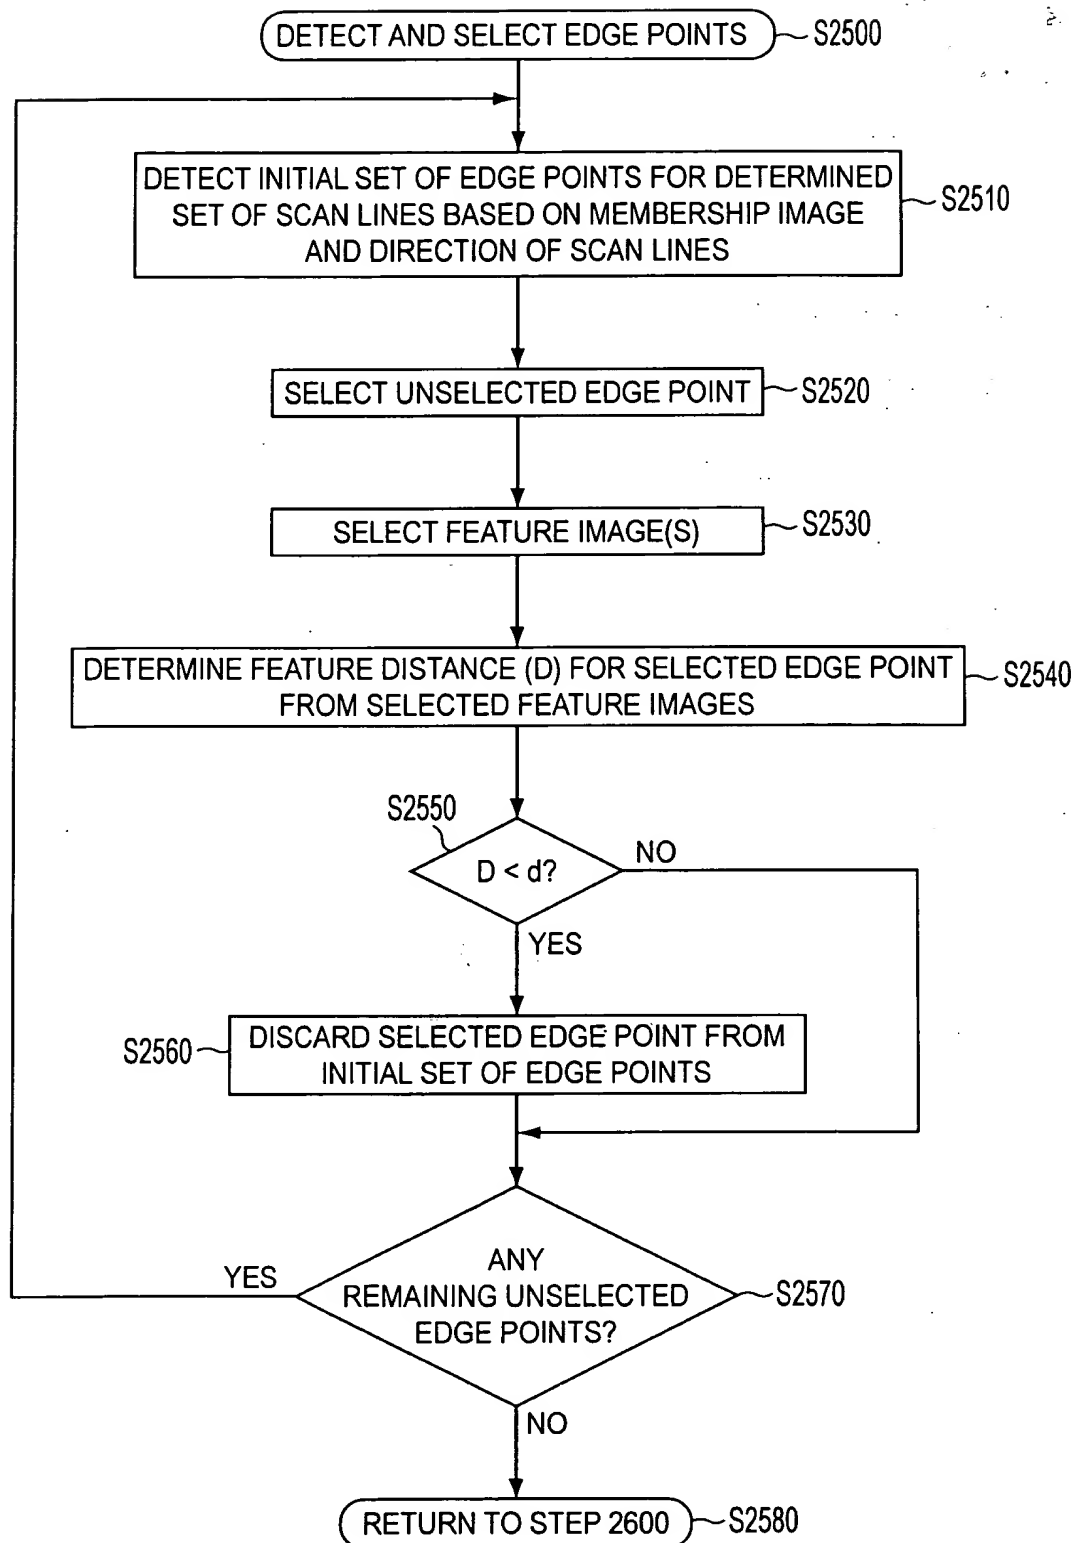 DETECT AND SELECT EDGE POINTS
S2500
DETECT INITIAL SET OF EDGE POINTS FOR DETERMINED
SET OF SCAN LINES BASED ON MEMBERSHIP IMAGE
AND DIRECTION OF SCAN LINES
S2510
SELECT UNSELECTED EDGE POINT
S2520
SELECT FEATURE IMAGE(S)
S2530
DETERMINE FEATURE DISTANCE (D) FOR SELECTED EDGE POINT
FROM SELECTED FEATURE IMAGES
S2540
S2550
D < d?
NO
YES
S2560
DISCARD SELECTED EDGE POINT FROM
INITIAL SET OF EDGE POINTS
YES
ANY
REMAINING UNSELECTED
EDGE POINTS?
S2570
NO
RETURN TO STEP 2600
S2580